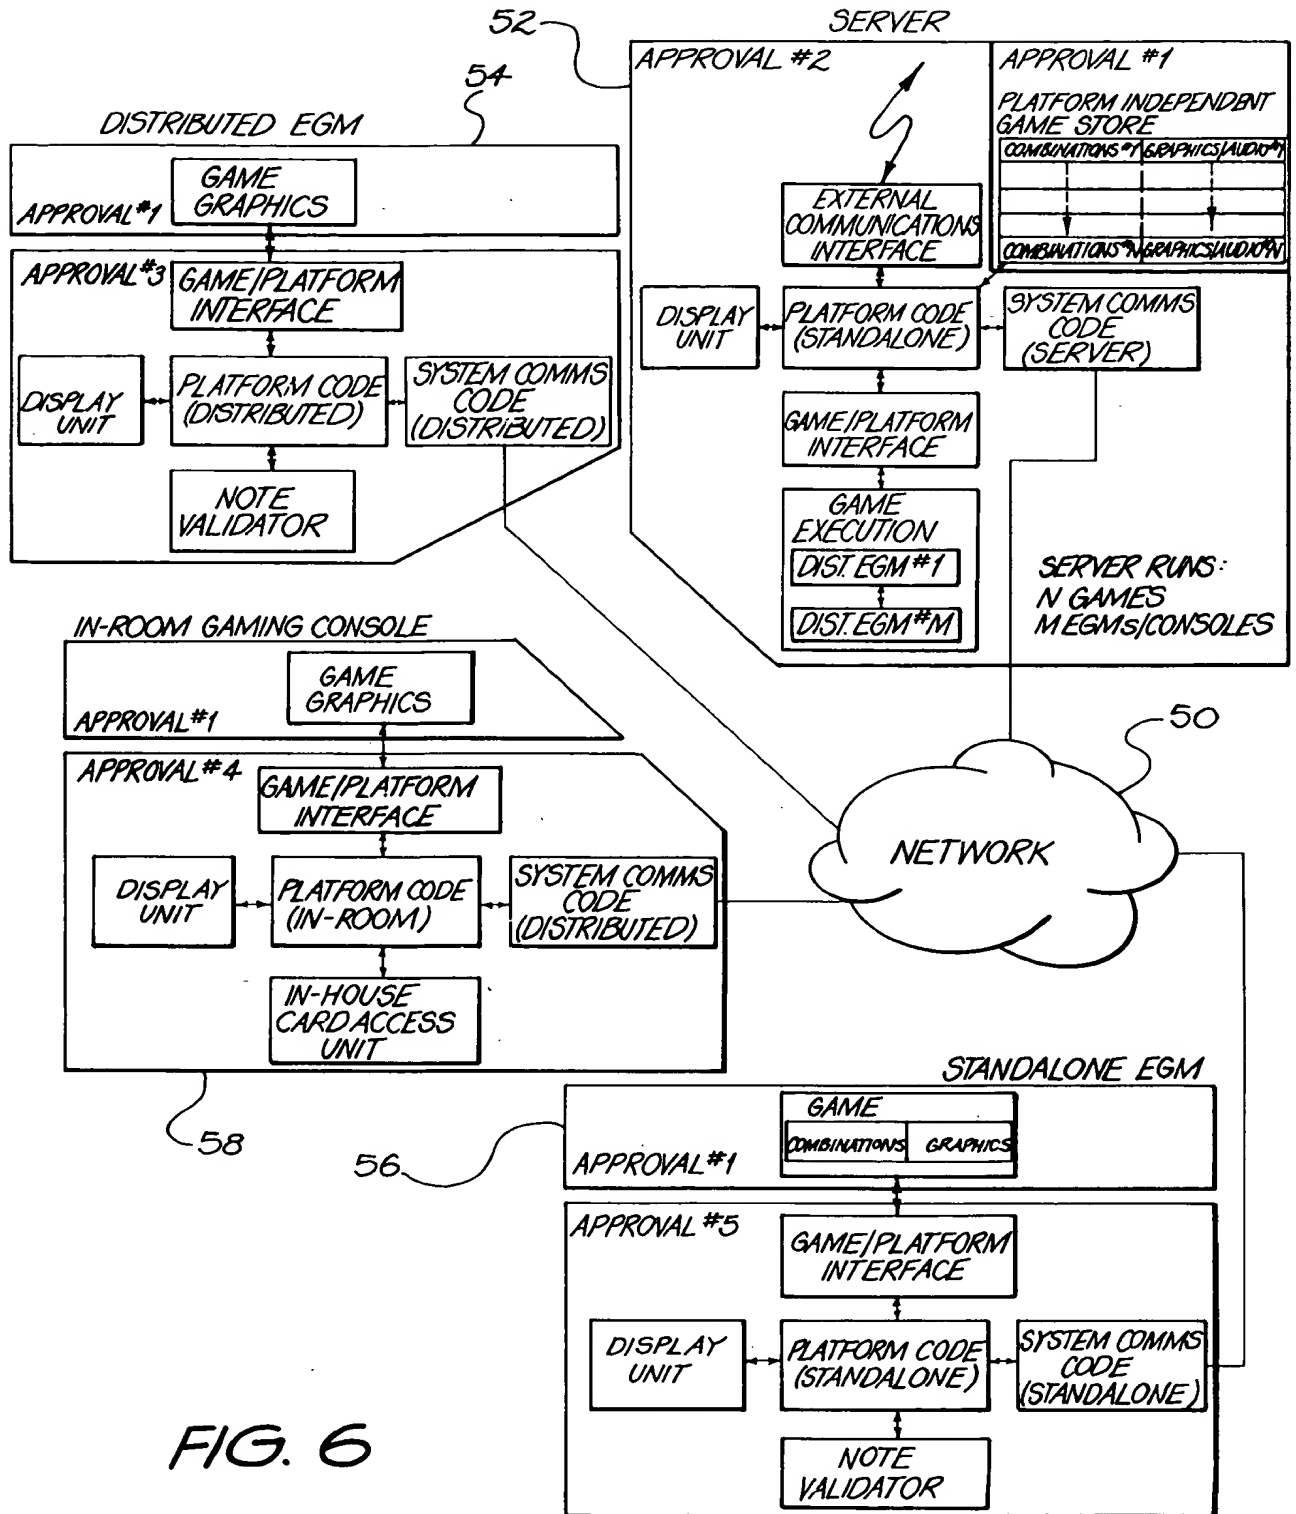 52
SERVER
APPROVAL #2
APPROVAL #1
PLATFORM INDEPENDENT
GAME STORE
COMBINATIONS#1
GRAPHICS/AUDIO#1
COMBINATIONS#N
GRAPHICS/AUDIO#N
EXTERNAL
COMMUNICATIONS
INTERFACE
DISPLAY
UNIT
PLATFORM CODE
(STANDALONE)
SYSTEM COMMS
CODE
(SERVER)
GAME/PLATFORM
INTERFACE
GAME
EXECUTION
DIST. EGM #1
DIST. EGM #M
SERVER RUNS:
N GAMES
M EGMs/CONSOLES
54
DISTRIBUTED EGM
GAME
GRAPHICS
APPROVAL #1
APPROVAL #3
GAME/PLATFORM
INTERFACE
DISPLAY
UNIT
PLATFORM CODE
(DISTRIBUTED)
SYSTEM COMMS
CODE
(DISTRIBUTED)
NOTE
VALIDATOR
IN-ROOM GAMING CONSOLE
GAME
GRAPHICS
APPROVAL #1
APPROVAL #4
GAME/PLATFORM
INTERFACE
DISPLAY
UNIT
PLATFORM CODE
(IN-ROOM)
SYSTEM COMMS
CODE
(DISTRIBUTED)
IN-HOUSE
CARD ACCESS
UNIT
58
50
NETWORK
STANDALONE EGM
56
GAME
COMBINATIONS
GRAPHICS
APPROVAL #1
APPROVAL #5
GAME/PLATFORM
INTERFACE
DISPLAY
UNIT
PLATFORM CODE
(STANDALONE)
SYSTEM COMMS
CODE
(STANDALONE)
NOTE
VALIDATOR
FIG. 6